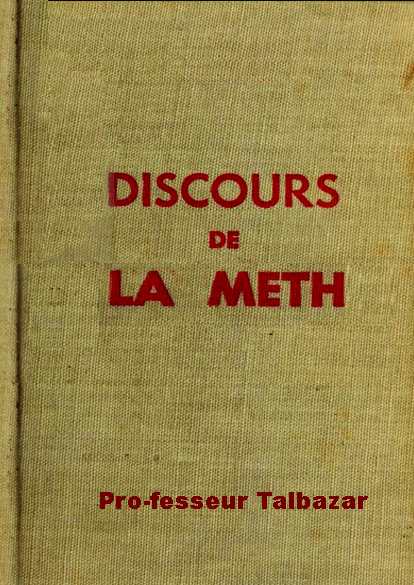 DISCOURS
DE
LA METH
Pro-fesseur Talbazar